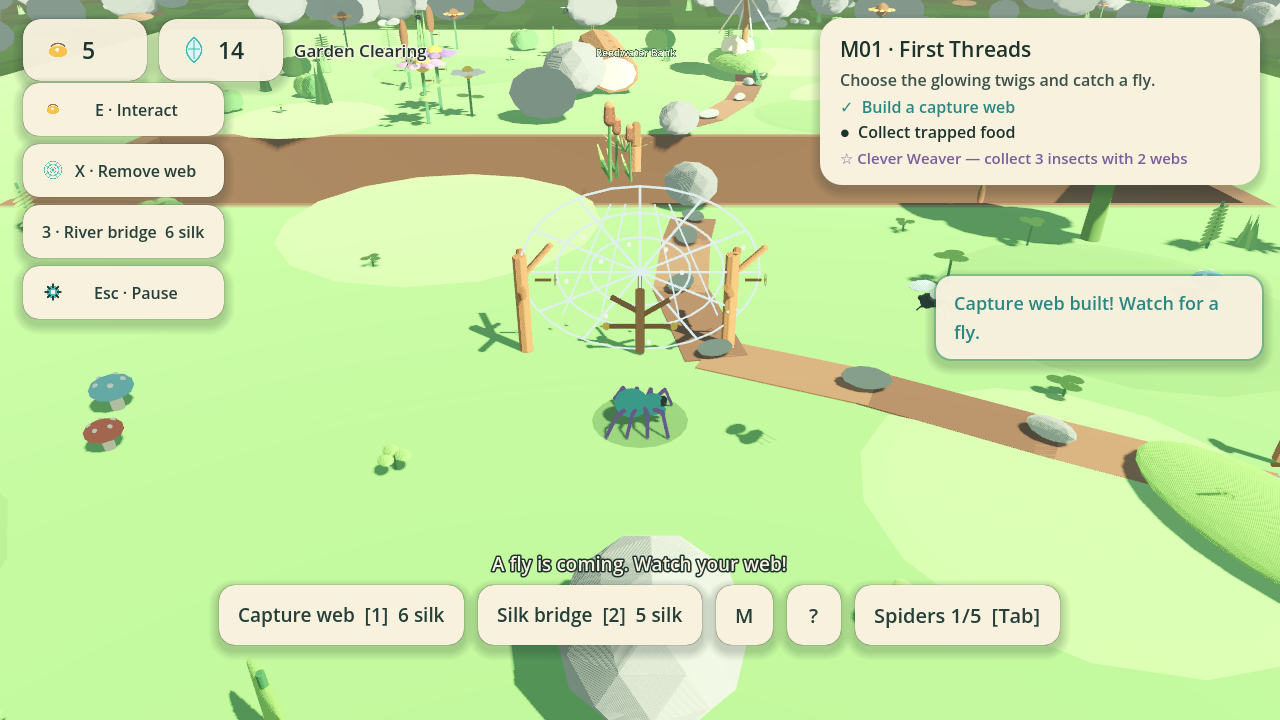 5
14
Garden Clearing
Reedwater Bank
M01 · First Threads
Choose the glowing twigs and catch a fly.
✓ Build a capture web
● Collect trapped food
☆ Clever Weaver — collect 3 insects with 2 webs
E · Interact
X · Remove web
3 · River bridge 6 silk
Esc · Pause
Capture web built! Watch for a
fly.
A fly is coming. Watch your web!
Capture web [1] 6 silk
Silk bridge [2] 5 silk
M
?
Spiders 1/5 [Tab]